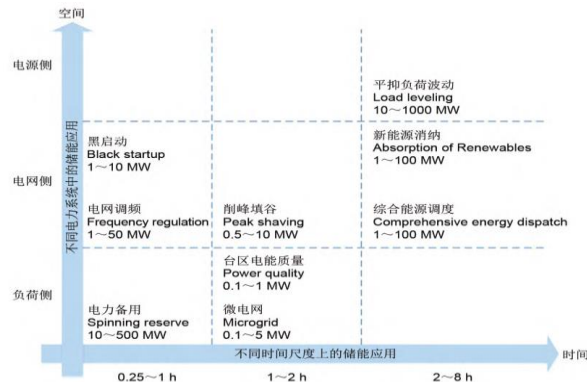 空间
电源侧
平抑负荷波动
Load leveling
10～1000 MW
不同电力系统中的储能应用
电网侧
黑启动
Black startup
1～10 MW
新能源消纳
Absorption of Renewables
1～100 MW
电网调频
Frequency regulation
1～50 MW
削峰填谷
Peak shaving
0.5～10 MW
综合能源调度
Comprehensive energy dispatch
1～100 MW
负荷侧
台区电能质量
Power quality
0.1～1 MW
电力备用
Spinning reserve
10～500 MW
微电网
Microgrid
0.1～5 MW
不同时间尺度上的储能应用
时间
0.25～1 h
1～2 h
2～8 h